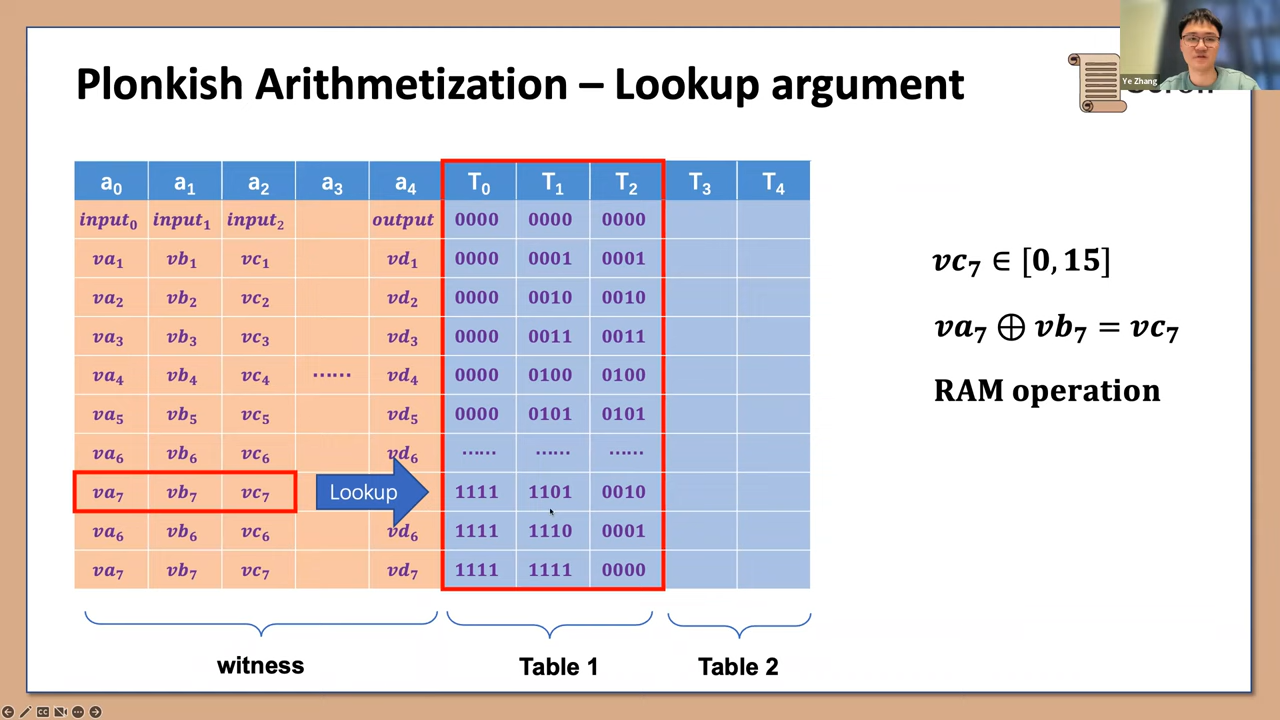 Plonkish Arithmetization – Lookup argument
Ye Zhang
a₀ a₁ a₂ a₃ a₄ T₀ T₁ T₂ T₃ T₄
input₀ input₁ input₂ output 0000 0000 0000
va₁ vb₁ vc₁ vd₁ 0000 0001 0001
va₂ vb₂ vc₂ vd₂ 0000 0010 0010
va₃ vb₃ vc₃ vd₃ 0000 0011 0011
va₄ vb₄ vc₄ ······ vd₄ 0000 0100 0100
va₅ vb₅ vc₅ vd₅ 0000 0101 0101
va₆ vb₆ vc₆ vd₆ ······ ······ ······
va₇ vb₇ vc₇ Lookup 1111 1101 0010
va₆ vb₆ vc₆ vd₆ 1111 1110 0001
va₇ vb₇ vc₇ vd₇ 1111 1111 0000
witness Table 1 Table 2
vc₇ ∈ [0, 15]
va₇ ⊕ vb₇ = vc₇
RAM operation